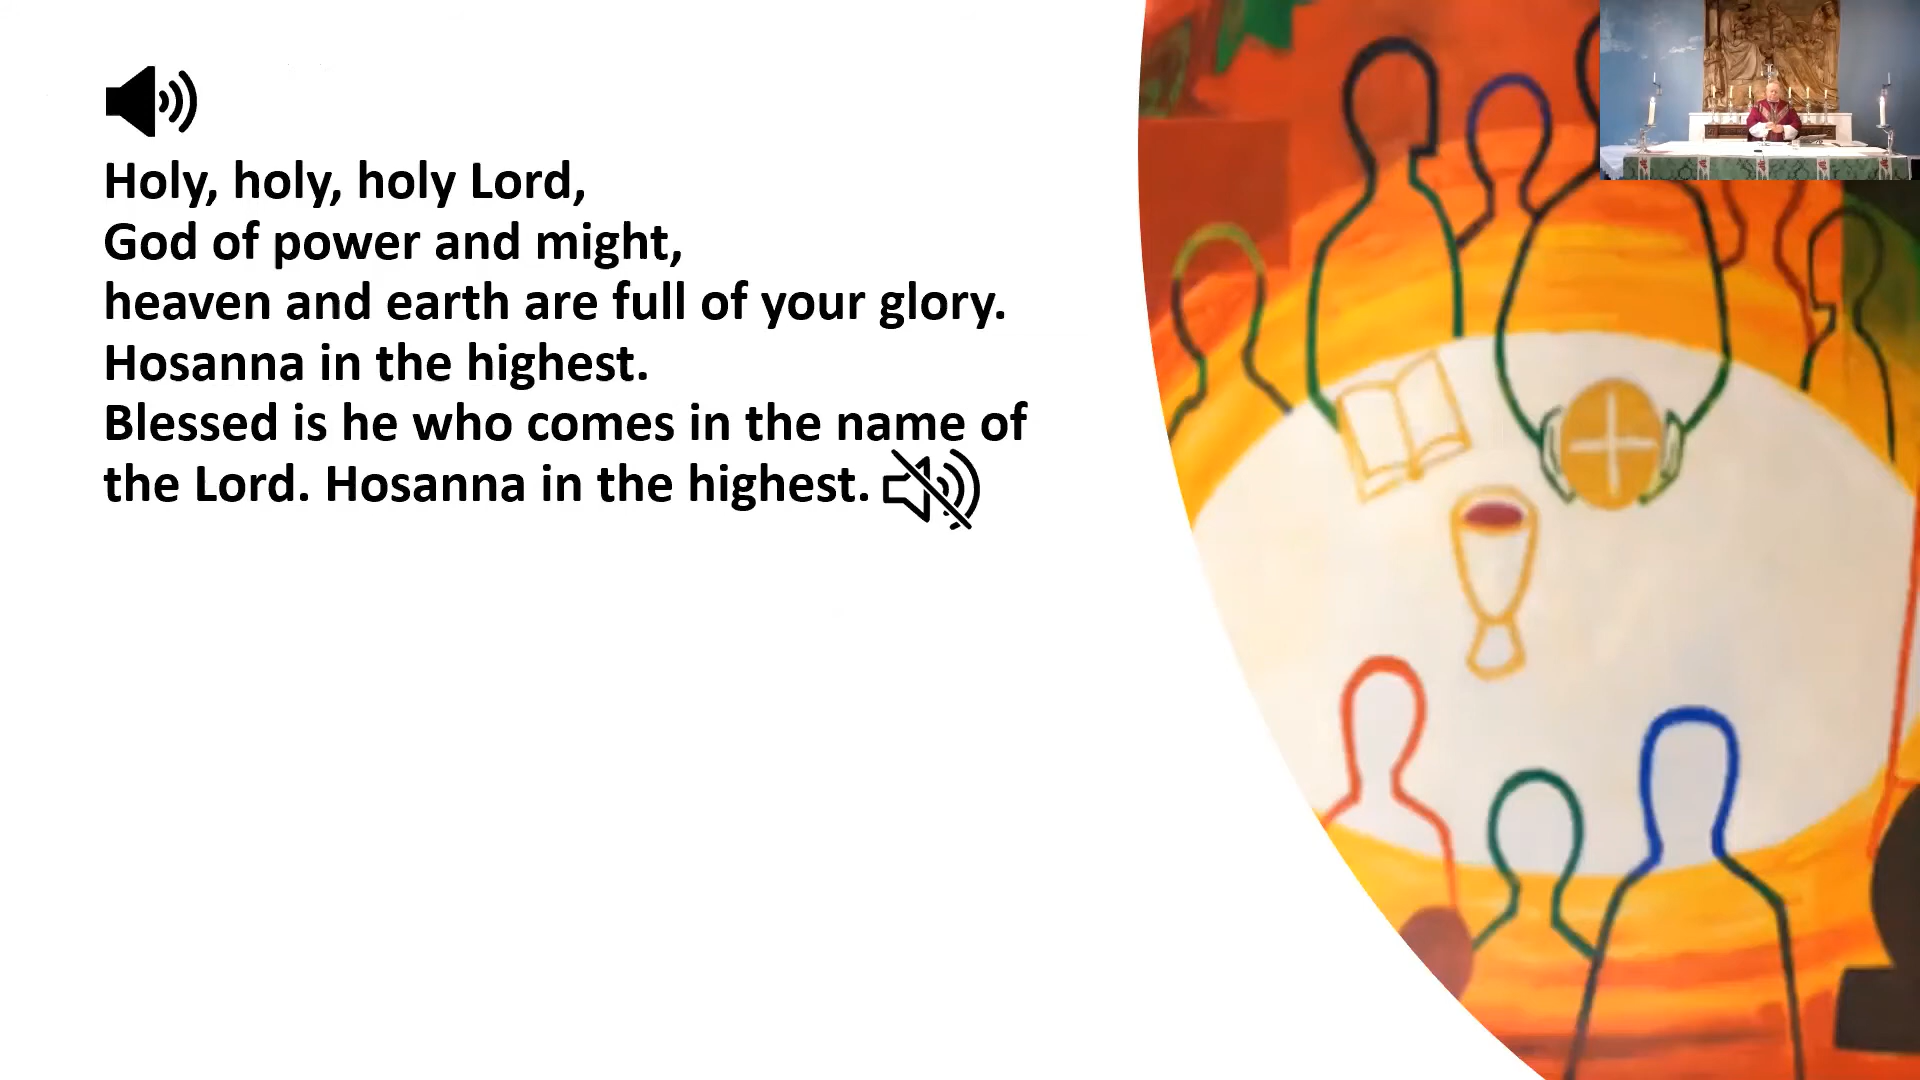 Holy, holy, holy Lord,
God of power and might,
heaven and earth are full of your glory.
Hosanna in the highest.
Blessed is he who comes in the name of
the Lord. Hosanna in the highest.